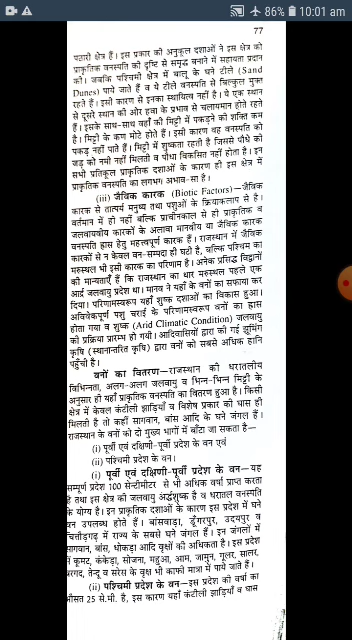 86% 10:01 am
77
पठारी क्षेत्र हैं। इस प्रकार की अनुकूल दशाओं ने इस क्षेत्र को
प्राकृतिक वनस्पति की दृष्टि से समृद्ध बनाने में सहायता प्रदान
की। जबकि पश्चिमी क्षेत्र में बालू के घने टीले (Sand
Dunes) पाये जाते हैं व ये टीले वनस्पति से बिल्कुल मुक्त
रहते हैं। इसी कारण से इनका स्थायित्व नहीं है। ये एक स्थान
से दूसरे स्थान की ओर हवा के प्रभाव से चलायमान होते रहते
हैं। इसके साथ-साथ वहाँ की मिट्टी में पकड़ने की शक्ति कम
है। मिट्टी के कण मोटे होते हैं। इसी कारण वह वनस्पति को
पकड़ नहीं पाते हैं। मिट्टी में शुष्कता रहती है जिससे पौधे को
जड़ को नमी नहीं मिलती व पौधा विकसित नहीं होता है। इन
सभी प्रतिकूल प्राकृतिक दशाओं के कारण ही इस क्षेत्र में
प्राकृतिक वनस्पति का लगभग अभाव-सा है।
(iii) जैविक कारक (Biotic Factors)—जैविक
कारक से तात्पर्य मनुष्य तथा पशुओं के क्रियाकलाप से है।
वर्तमान में ही नहीं बल्कि प्राचीनकाल से ही प्राकृतिक व
जलवायवीय कारकों के अलावा मानवीय या जैविक कारक
वनस्पति ह्रास हेतु महत्त्वपूर्ण कारक हैं। राजस्थान में जैविक
कारकों से न केवल वन-सम्पदा ही घटी है, बल्कि पश्चिम का
मरुस्थल भी इसी कारक का परिणाम है। अनेक प्रसिद्ध विद्वानों
की मान्यताएँ हैं कि राजस्थान का थार मरुस्थल पहले एक
आर्द्र जलवायु प्रदेश था। मानव ने यहाँ के वनों का सफाया कर
दिया। परिणामस्वरूप यहाँ शुष्क दशाओं का विकास हुआ।
अविवेकपूर्ण पशु चराई के परिणामस्वरूप वनों का ह्रास
होता गया व शुष्क (Arid Climatic Condition) जलवायु
की प्रक्रिया प्रारम्भ हो गयी। आदिवासियों द्वारा की गई झूमिंग
कृषि (स्थानान्तरित कृषि) द्वारा वनों को सबसे अधिक हानि
पहुँची है।
वनों का वितरण—राजस्थान की धरातलीय
विभिन्नता, अलग-अलग जलवायु व भिन्न-भिन्न मिट्टी के
अनुसार ही यहाँ प्राकृतिक वनस्पति का वितरण हुआ है। किसी
क्षेत्र में केवल कंटीली झाड़ियाँ व विशेष प्रकार की घास ही
मिलती है तो कहीं सागवान, बांस आदि के घने जंगल हैं।
राजस्थान के वनों को दो मुख्य भागों में बाँटा जा सकता है—
(i) पूर्वी एवं दक्षिणी-पूर्वी प्रदेश के वन एवं
(ii) पश्चिमी प्रदेश के वन।
(i) पूर्वी एवं दक्षिणी-पूर्वी प्रदेश के वन—यह
सम्पूर्ण प्रदेश 100 सेन्टीमीटर से भी अधिक वर्षा प्राप्त करता
है तथा इस क्षेत्र की जलवायु अर्द्धशुष्क है व धरातल वनस्पति
के योग्य है। इन प्राकृतिक दशाओं के कारण इस प्रदेश में घने
वन उपलब्ध होते हैं। बांसवाड़ा, डूँगरपुर, उदयपुर व
चित्तौड़गढ़ में राज्य के सबसे घने जंगल हैं। इन जंगलों में
सागवान, बांस, धोकड़ा आदि वृक्षों की अधिकता है। इस प्रदेश
में कूमट, कंकेड़ा, सोजना, महुआ, आम, जामुन, गूलर, सालर,
बरगद, तेन्दू व सरेस के वृक्ष भी काफी मात्रा में पाये जाते हैं।
(ii) पश्चिमी प्रदेश के वन—इस प्रदेश की वर्षा का
औसत 25 से.मी. है, इस कारण यहाँ कंटीली झाड़ियाँ व घास